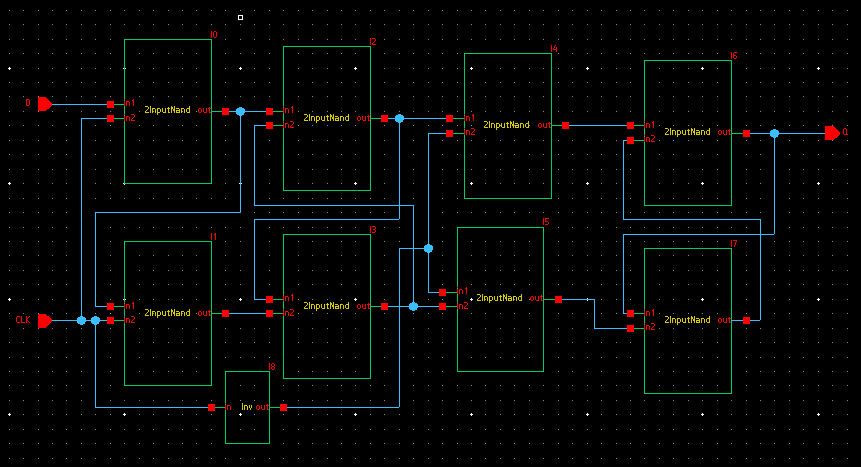 I0
I2
I4
I6
D
n1
2InputNand
out
n2
n1
2InputNand
out
n2
n1
2InputNand
out
n2
n1
2InputNand
out
n2
Q
I1
I3
I5
I7
CLK
n1
2InputNand
out
n2
n1
2InputNand
out
n2
n1
2InputNand
out
n2
n1
2InputNand
out
n2
I8
Inv
out